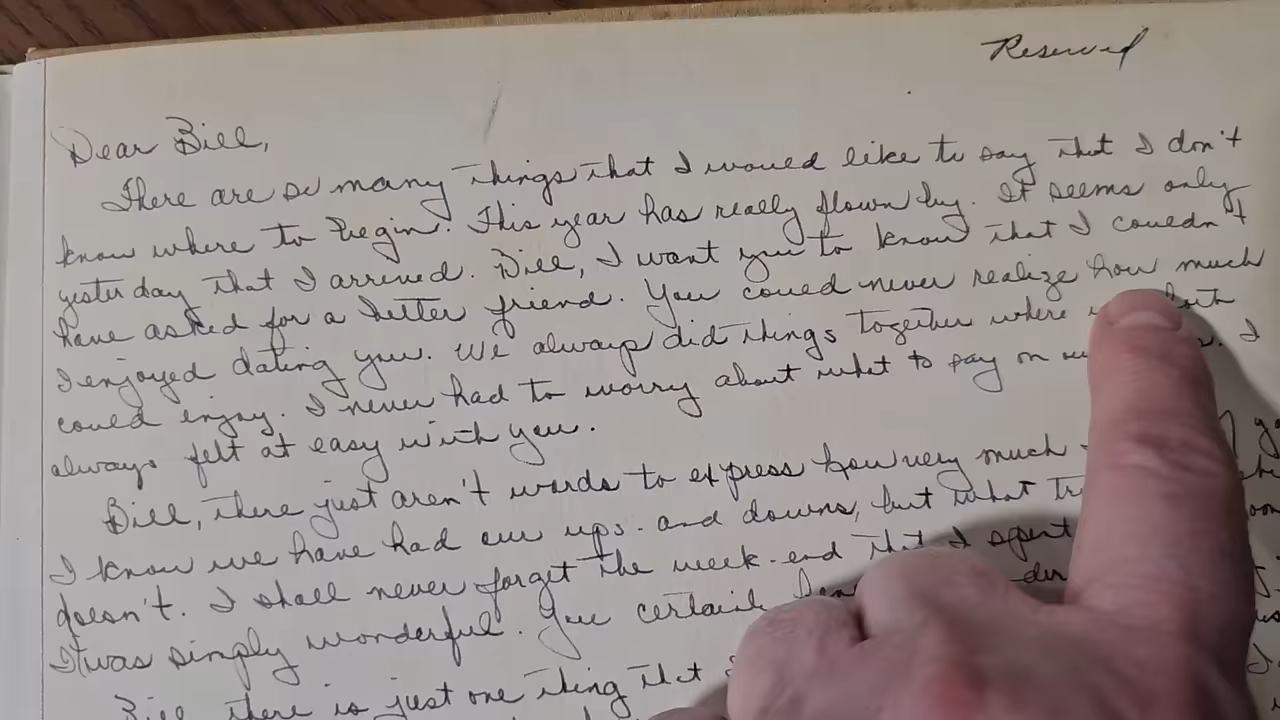 Reserved
Dear Bill,
There are so many things that I would like to say that I don't
know where to begin. This year has really flown by. It seems only
yesterday that I arrived. Bill, I want you to know that I couldn't
have asked for a better friend. You could never realize how much
I enjoyed dating you. We always did things together where both
could enjoy. I never had to worry about what to say on I
always felt at easy with you.
Bill, there just aren't words to express how very much
I know we have had our ups. and downs, but what
doesn't. I shall never forget the week-end that I spent
It was simply wonderful. You
Bill, there is just one thing that